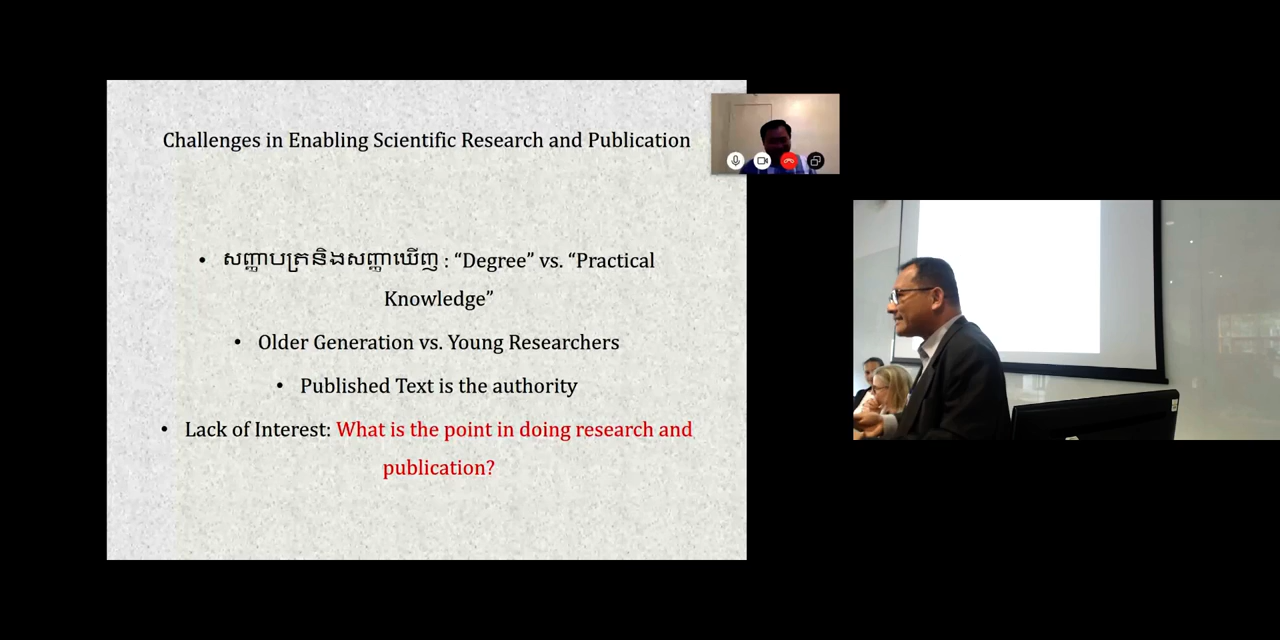 Challenges in Enabling Scientific Research and Publication
• សញ្ញាបត្រនិងសញ្ញាឃើញ : “Degree” vs. “Practical
Knowledge”
• Older Generation vs. Young Researchers
• Published Text is the authority
• Lack of Interest: What is the point in doing research and
publication?